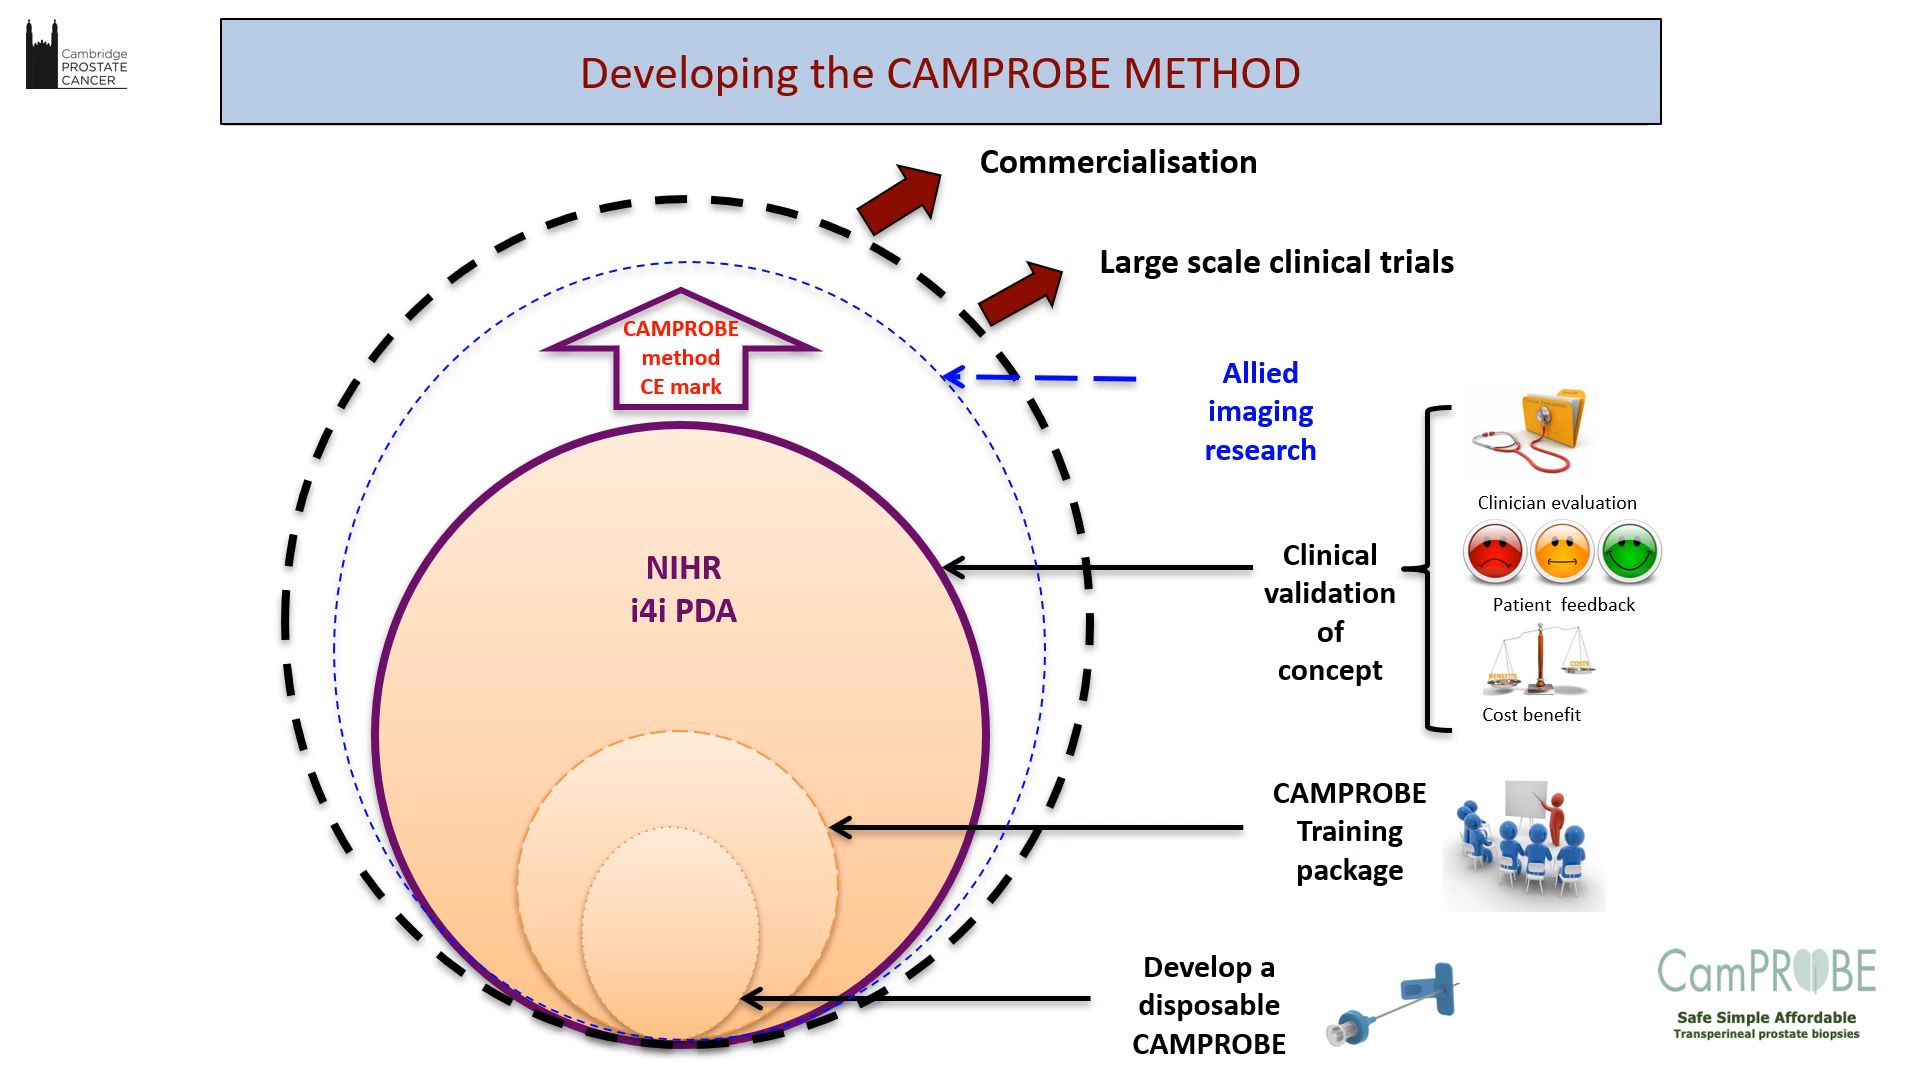 Cambridge
PROSTATE
CANCER
Developing the CAMPROBE METHOD
Commercialisation
Large scale clinical trials
CAMPROBE
method
CE mark
Allied
imaging
research
Clinician evaluation
NIHR
i4i PDA
Clinical
validation
of
concept
Patient feedback
BENEFITS
COSTS
Cost benefit
CAMPROBE
Training
package
Develop a
disposable
CAMPROBE
CamPROBE
Safe Simple Affordable
Transperineal prostate biopsies